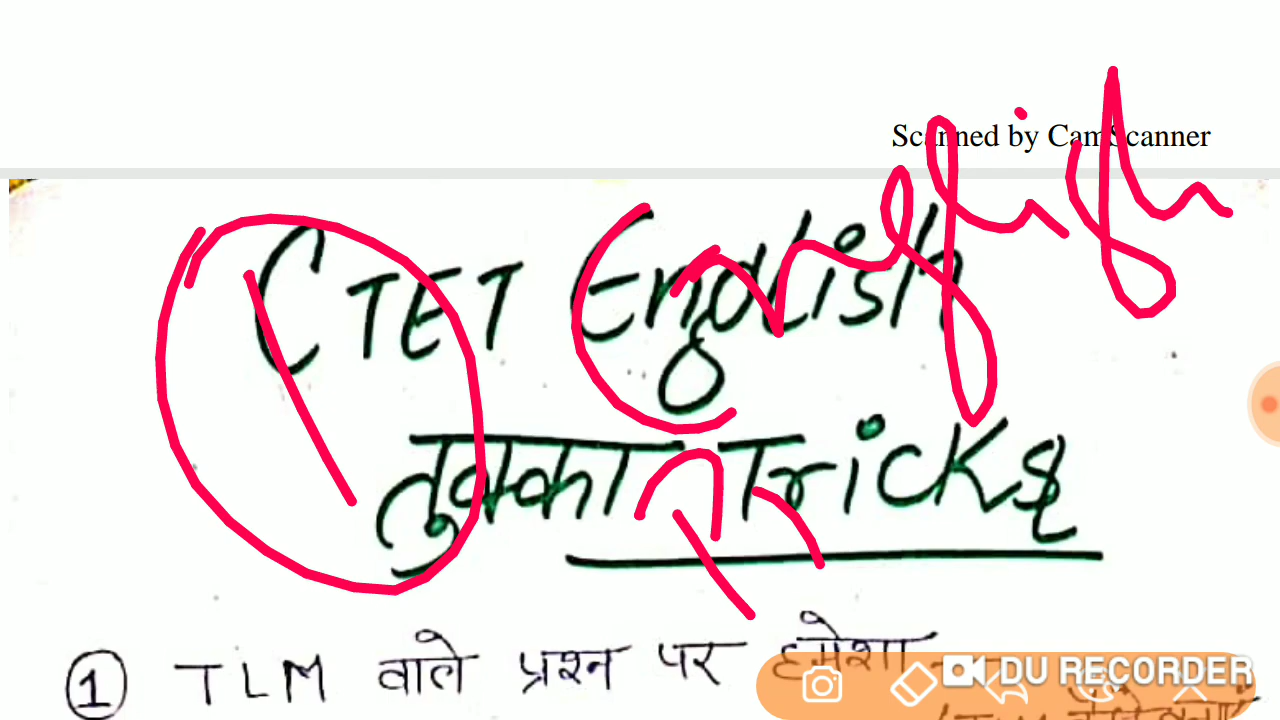 Scanned by CamScanner
CTET English
English
तुक्का Tricks
① TLM वाले प्रश्न पर हमेशा
DU RECORDER